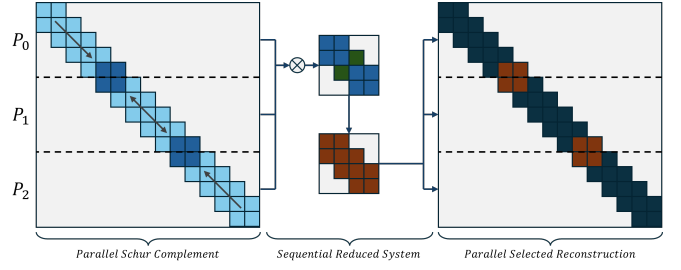 P0
P1
P2
Parallel Schur Complement
Sequential Reduced System
Parallel Selected Reconstruction